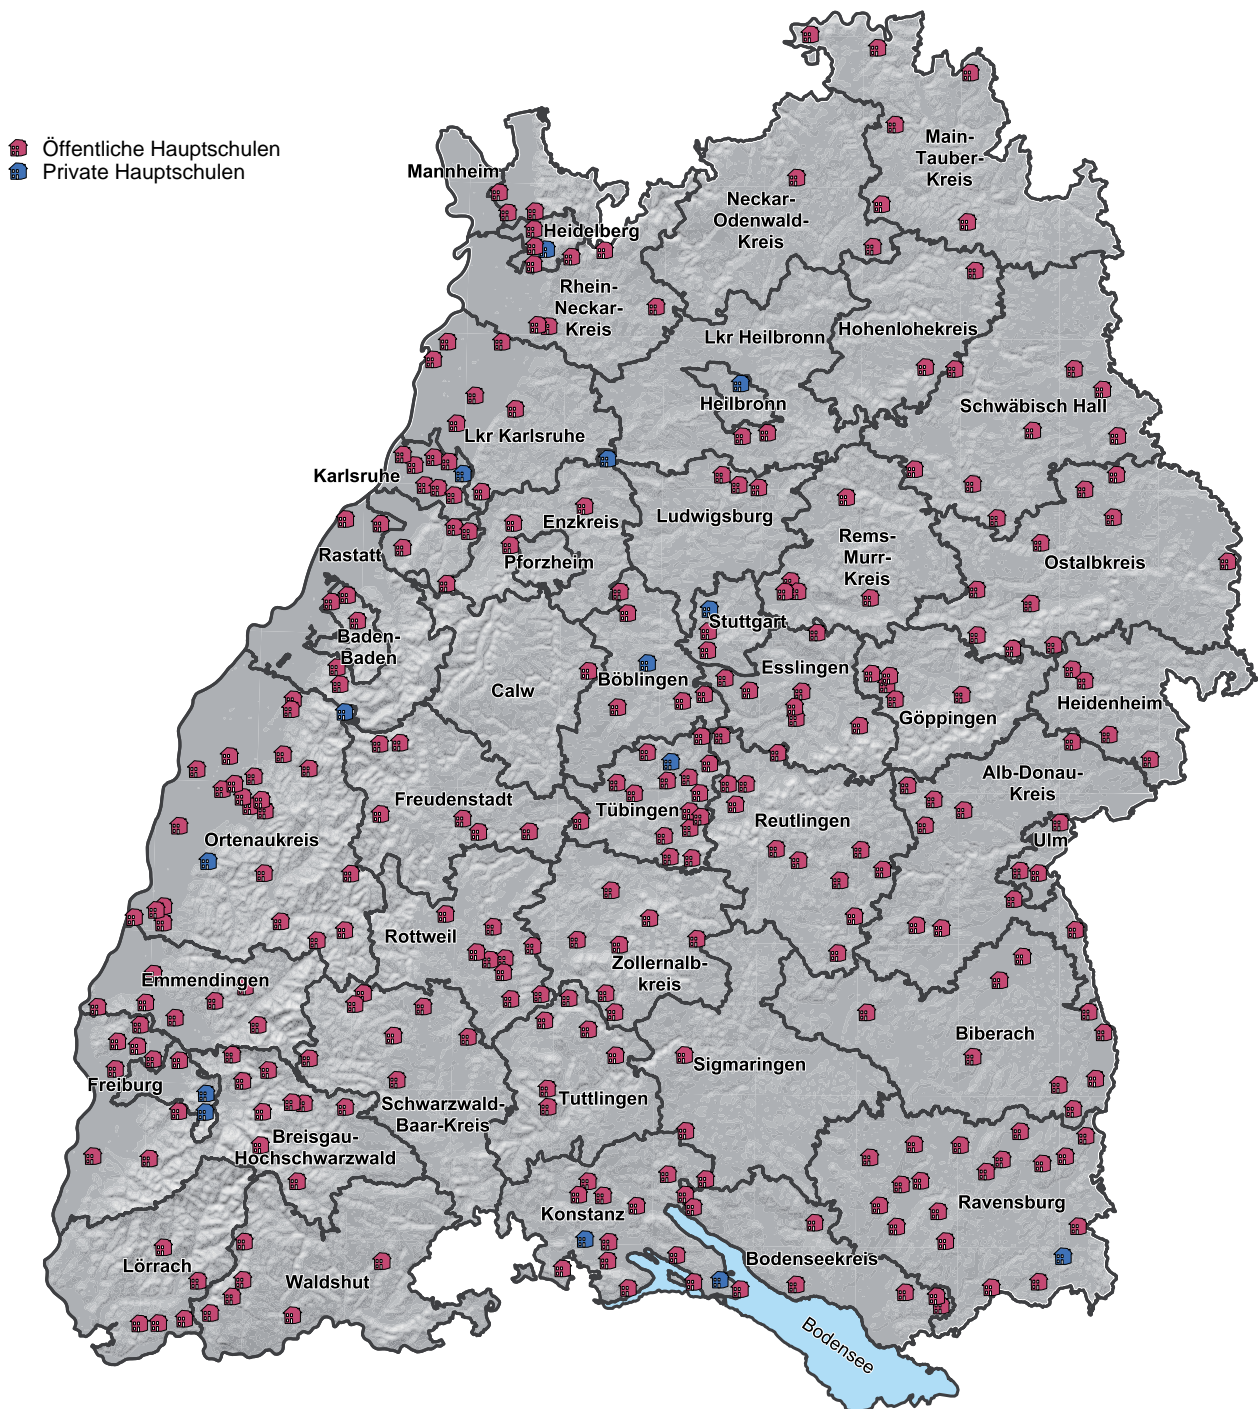 Öffentliche Hauptschulen
Private Hauptschulen
Main-
Tauber-
Kreis
Mannheim
Neckar-
Odenwald-
Kreis
Heidelberg
Rhein-
Neckar-
Kreis
Lkr Heilbronn
Hohenlohekreis
Heilbronn
Schwäbisch Hall
Lkr Karlsruhe
Karlsruhe
Enzkreis
Ludwigsburg
Rems-
Murr-
Kreis
Rastatt
Pforzheim
Ostalbkreis
Stuttgart
Baden-
Baden
Esslingen
Böblingen
Calw
Heidenheim
Göppingen
Alb-Donau-
Kreis
Freudenstadt
Tübingen
Reutlingen
Ulm
Ortenaukreis
Rottweil
Zollernalb-
kreis
Emmendingen
Biberach
Sigmaringen
Freiburg
Tuttlingen
Schwarzwald-
Baar-Kreis
Breisgau-
Hochschwarzwald
Ravensburg
Konstanz
Bodenseekreis
Lörrach
Waldshut
Bodensee